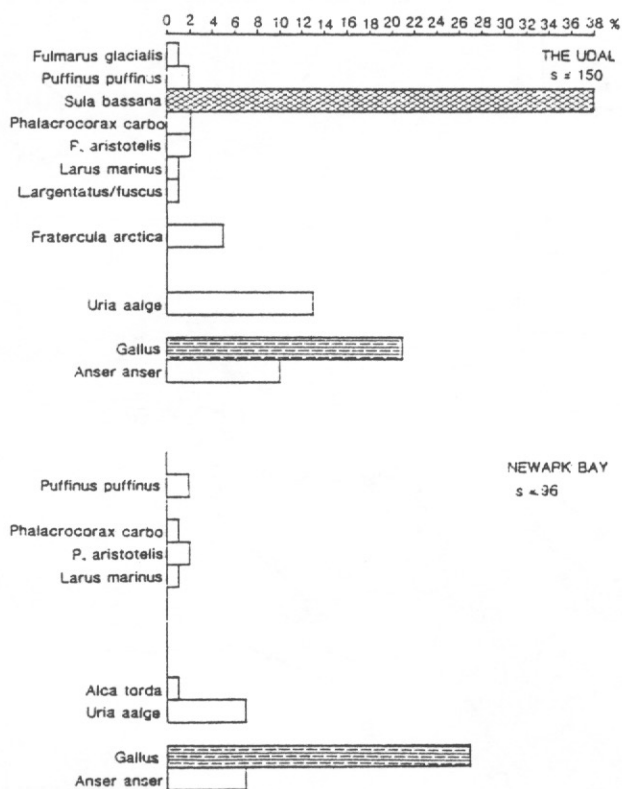 0 2 4 6 8 10 12 14 16 18 20 22 24 26 28 30 32 34 36 38 %
THE UDAL
s = 150
Fulmarus glacialis
Puffinus puffinus
Sula bassana
Phalacrocorax carbo
P. aristotelis
Larus marinus
L.argentatus/fuscus
Fratercula arctica
Uria aalge
Gallus
Anser anser
NEWARK BAY
s = 96
Puffinus puffinus
Phalacrocorax carbo
P. aristotelis
Larus marinus
Alca torda
Uria aalge
Gallus
Anser anser